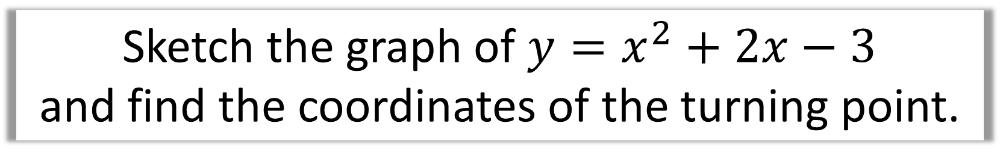 Sketch the graph of 𝑦 = 𝑥² + 2𝑥 − 3
and find the coordinates of the turning point.